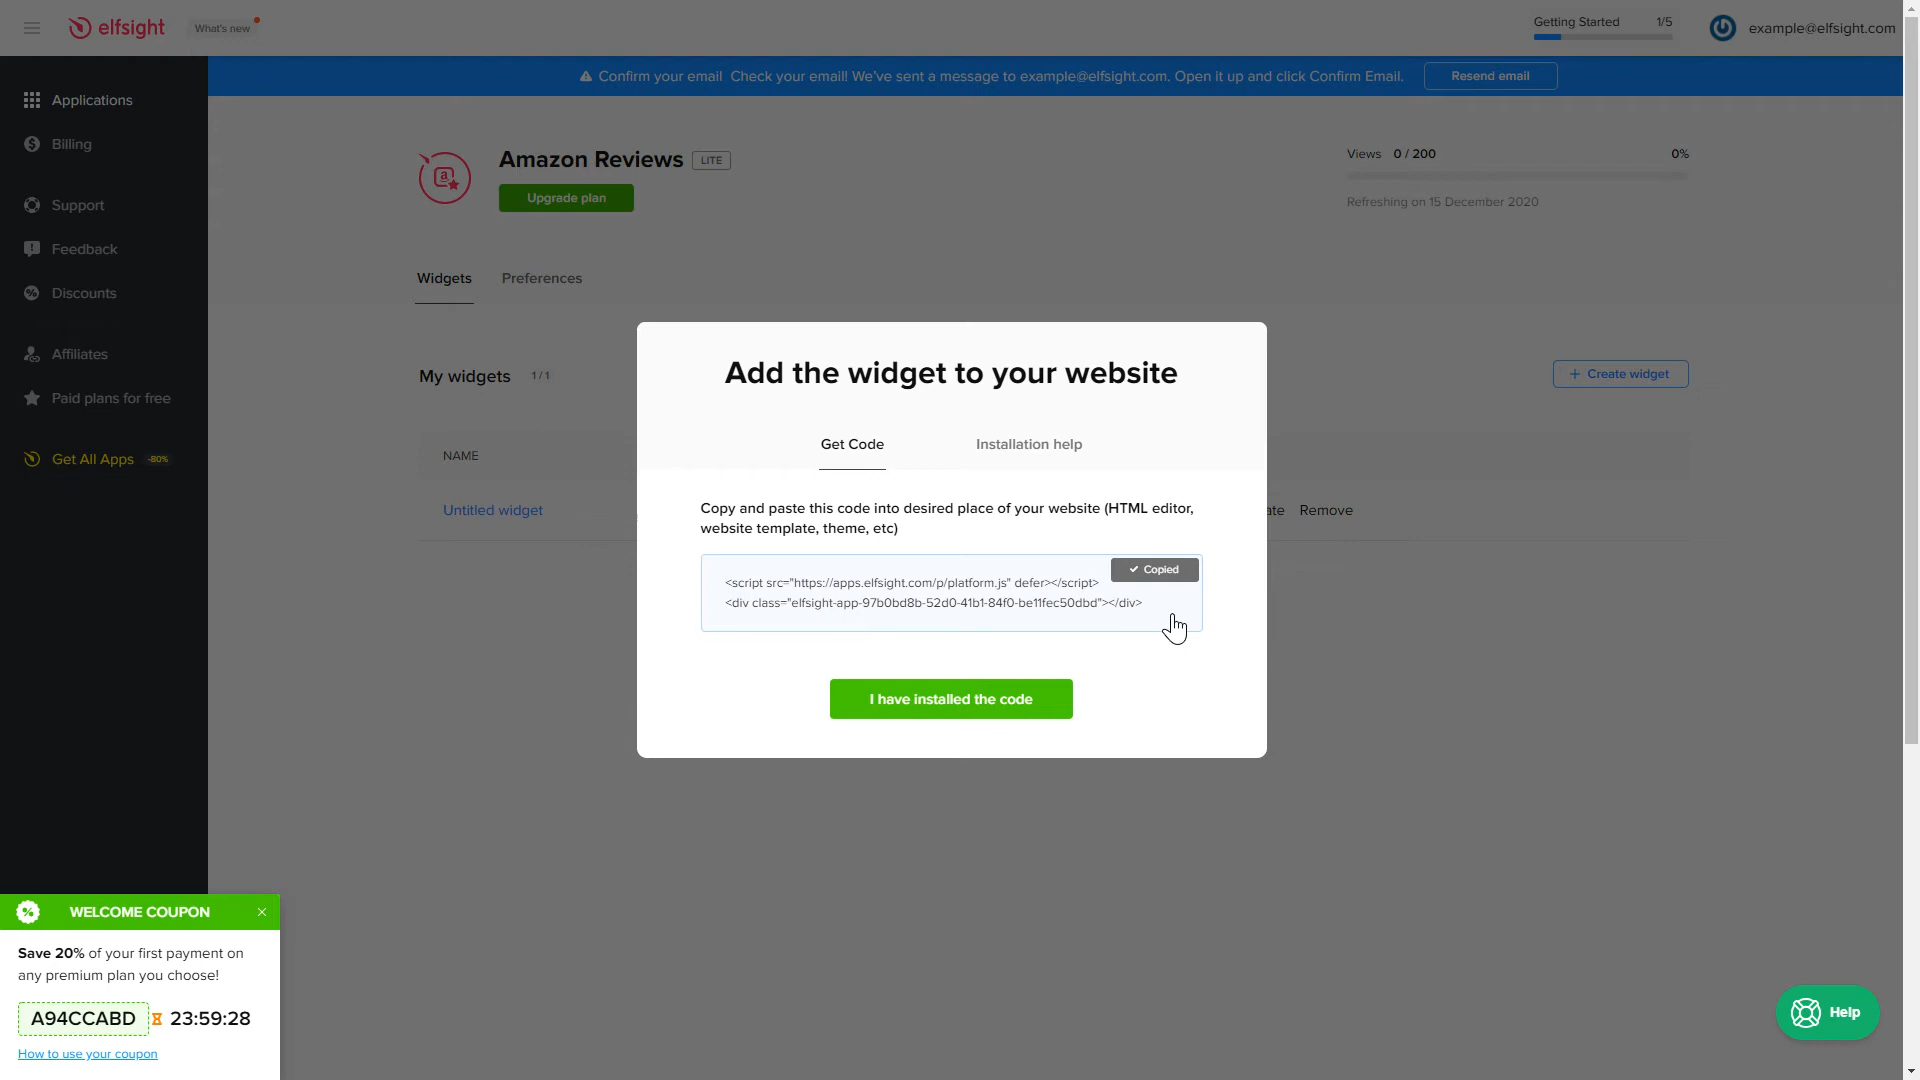 elfsight
What's new
Getting Started 1/5
example@elfsight.com
Confirm your email Check your email! We've sent a message to example@elfsight.com. Open it up and click Confirm Email.
Resend email
Applications
Billing
Support
Feedback
Discounts
Affiliates
Paid plans for free
Get All Apps -80%
Amazon Reviews LITE
Upgrade plan
Views 0 / 200 0%
Refreshing on 15 December 2020
Widgets Preferences
My widgets 1 / 1
+ Create widget
NAME
Untitled widget
Remove
Add the widget to your website
Get Code Installation help
Copy and paste this code into desired place of your website (HTML editor,
website template, theme, etc)
Copied
<script src="https://apps.elfsight.com/p/platform.js" defer></script>
<div class="elfsight-app-97b0bd8b-52d0-41b1-84f0-be11fec50dbd"></div>
I have installed the code
WELCOME COUPON
Save 20% of your first payment on
any premium plan you choose!
A94CCABD 23:59:28
How to use your coupon
Help